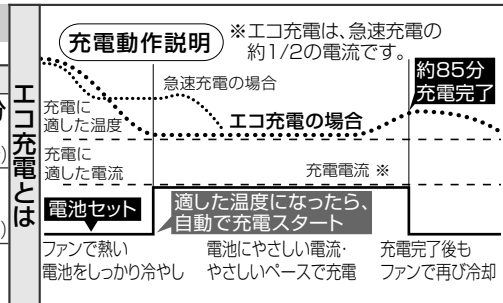 エコ充電とは
充電動作説明
※エコ充電は、急速充電の
約1/2の電流です。
約85分
充電完了
急速充電の場合
充電に
適した温度
エコ充電の場合
充電に
適した電流
充電電流 ※
電池セット
適した温度になったら、
自動で充電スタート
ファンで熱い
電池をしっかり冷やし
電池にやさしい電流・
やさしいペースで充電
充電完了後も
ファンで再び冷却